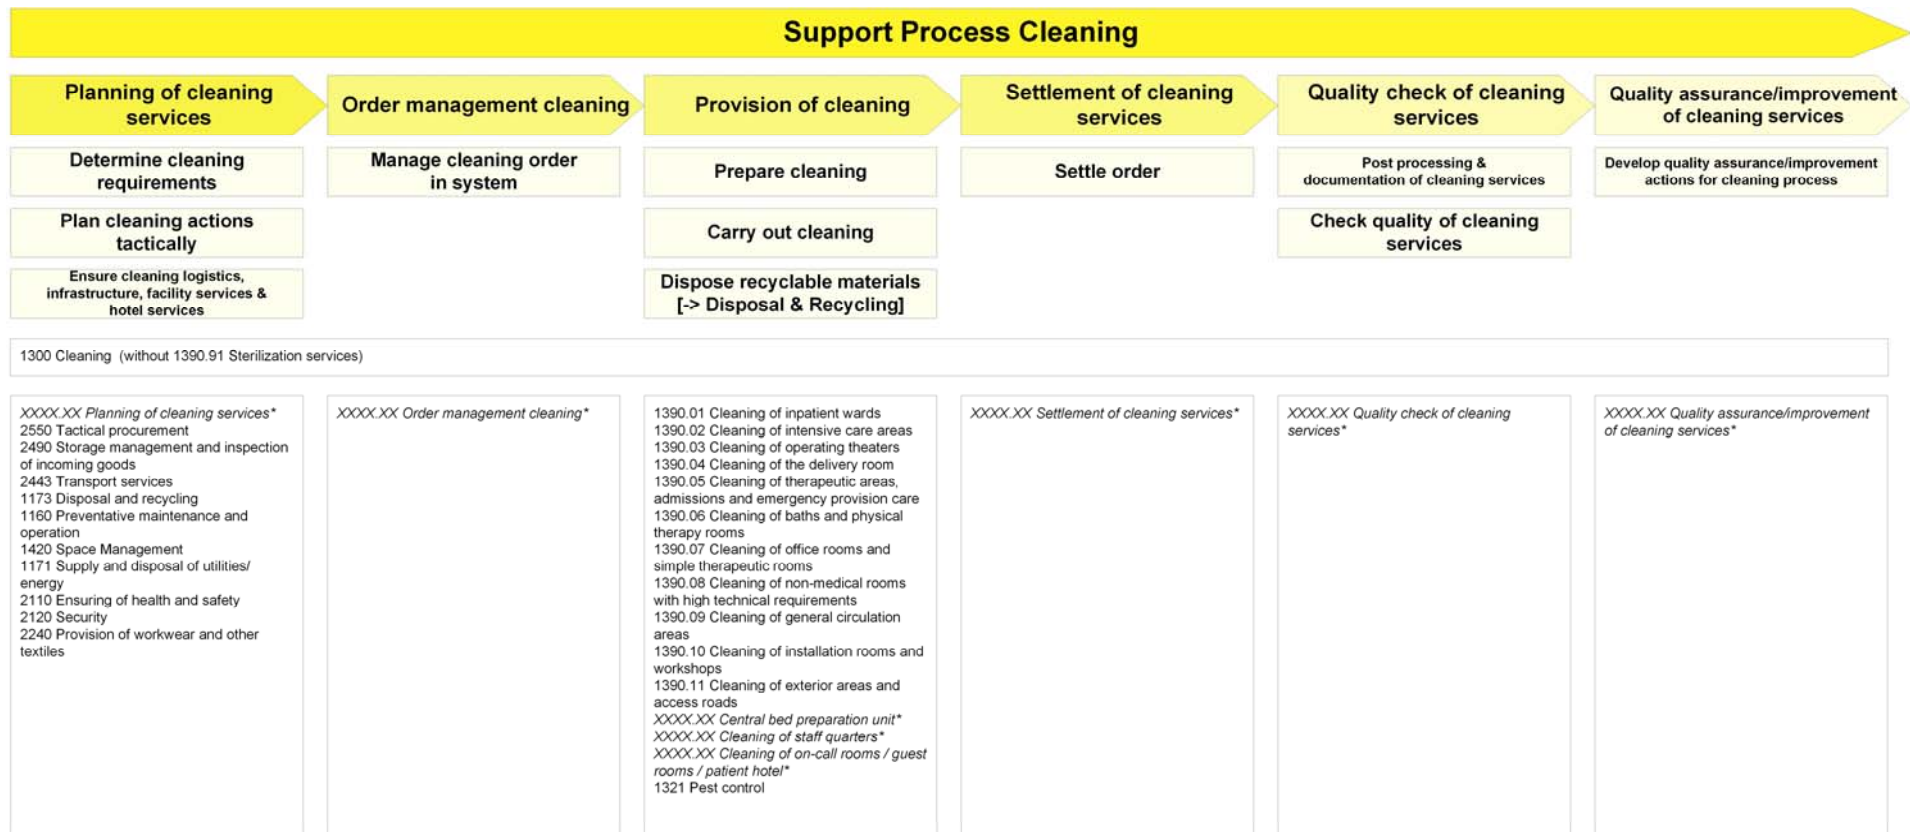 Support Process Cleaning
Planning of cleaning
services
Order management cleaning
Provision of cleaning
Settlement of cleaning
services
Quality check of cleaning
services
Quality assurance/improvement
of cleaning services
Determine cleaning
requirements
Manage cleaning order
in system
Prepare cleaning
Settle order
Post processing &
documentation of cleaning services
Develop quality assurance/improvement
actions for cleaning process
Plan cleaning actions
tactically
Carry out cleaning
Check quality of cleaning
services
Ensure cleaning logistics,
infrastructure, facility services &
hotel services
Dispose recyclable materials
[-> Disposal & Recycling]
1300 Cleaning (without 1390.91 Sterilization services)
XXXX.XX Planning of cleaning services*
2550 Tactical procurement
2490 Storage management and inspection
of incoming goods
2443 Transport services
1173 Disposal and recycling
1160 Preventative maintenance and
operation
1420 Space Management
1171 Supply and disposal of utilities/
energy
2110 Ensuring of health and safety
2120 Security
2240 Provision of workwear and other
textiles
XXXX.XX Order management cleaning*
1390.01 Cleaning of inpatient wards
1390.02 Cleaning of intensive care areas
1390.03 Cleaning of operating theaters
1390.04 Cleaning of the delivery room
1390.05 Cleaning of therapeutic areas,
admissions and emergency provision care
1390.06 Cleaning of baths and physical
therapy rooms
1390.07 Cleaning of office rooms and
simple therapeutic rooms
1390.08 Cleaning of non-medical rooms
with high technical requirements
1390.09 Cleaning of general circulation
areas
1390.10 Cleaning of installation rooms and
workshops
1390.11 Cleaning of exterior areas and
access roads
XXXX.XX Central bed preparation unit*
XXXX.XX Cleaning of staff quarters*
XXXX.XX Cleaning of on-call rooms / guest
rooms / patient hotel*
1321 Pest control
XXXX.XX Settlement of cleaning services*
XXXX.XX Quality check of cleaning
services*
XXXX.XX Quality assurance/improvement
of cleaning services*